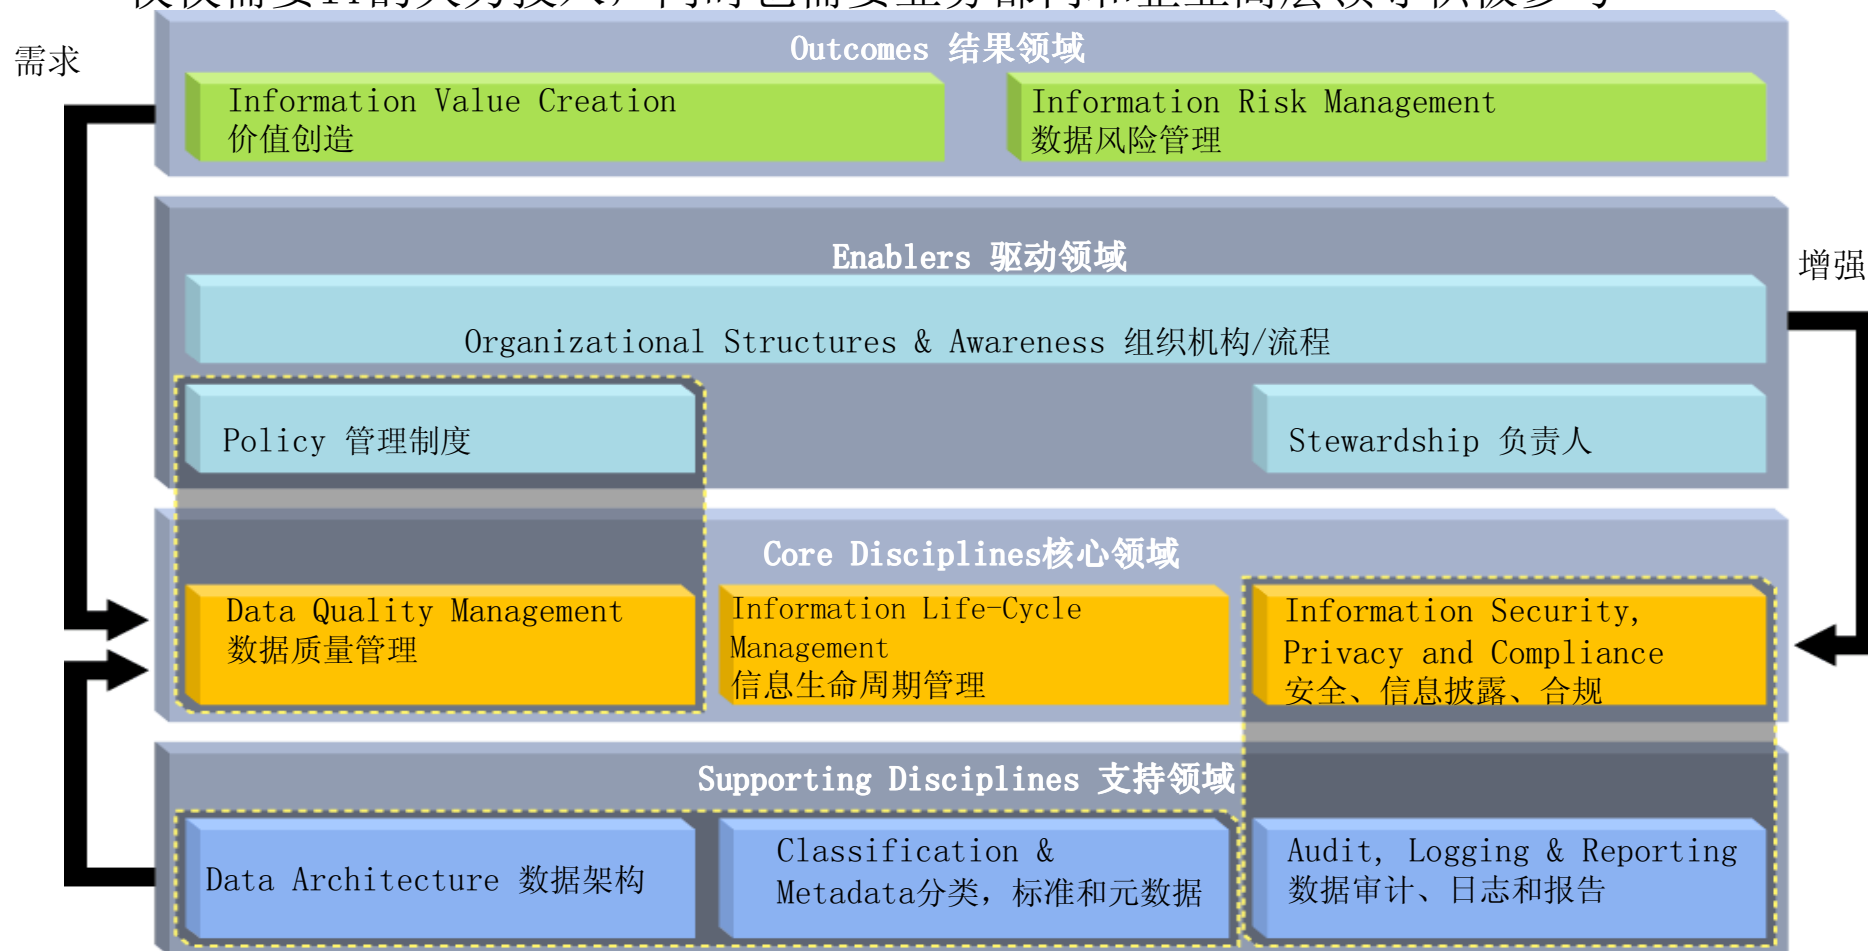 需求
Outcomes 结果领域
Information Value Creation
价值创造
Information Risk Management
数据风险管理
Enablers 驱动领域
增强
Organizational Structures & Awareness 组织机构/流程
Policy 管理制度
Stewardship 负责人
Core Disciplines核心领域
Data Quality Management
数据质量管理
Information Life-Cycle
Management
信息生命周期管理
Information Security,
Privacy and Compliance
安全、信息披露、合规
Supporting Disciplines 支持领域
Data Architecture 数据架构
Classification &
Metadata分类，标准和元数据
Audit, Logging & Reporting
数据审计、日志和报告